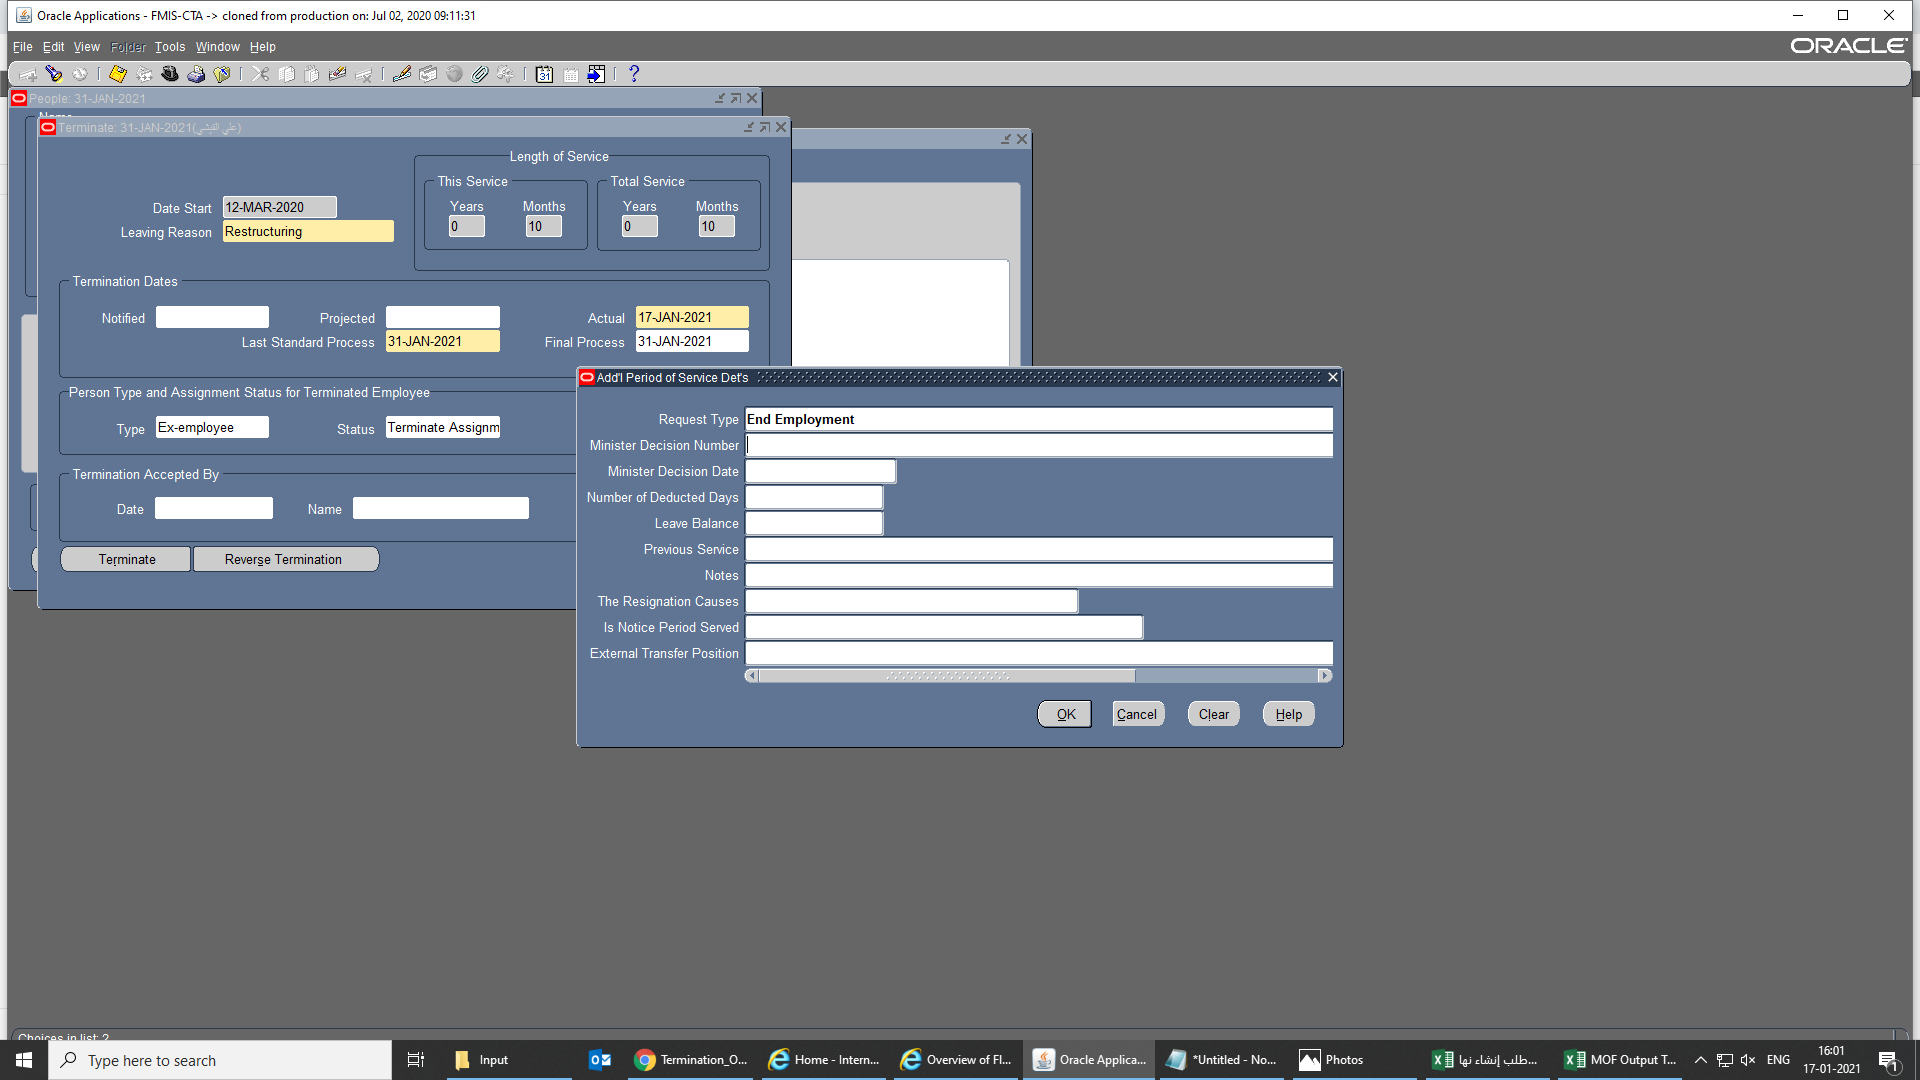 Oracle Applications - FMIS-CTA -> cloned from production on: Jul 02, 2020 09:11:31
File Edit View Folder Tools Window Help
ORACLE
People: 31-JAN-2021
Name
Terminate: 31-JAN-2021(علي القبشي)
Length of Service
This Service
Total Service
Years Months Years Months
Date Start 12-MAR-2020
0 10 0 10
Leaving Reason Restructuring
Termination Dates
Notified Projected Actual 17-JAN-2021
Last Standard Process 31-JAN-2021 Final Process 31-JAN-2021
Person Type and Assignment Status for Terminated Employee
Type Ex-employee Status Terminate Assignm
Termination Accepted By
Date Name
Terminate Reverse Termination
Add'l Period of Service Det's
Request Type End Employment
Minister Decision Number
Minister Decision Date
Number of Deducted Days
Leave Balance
Previous Service
Notes
The Resignation Causes
Is Notice Period Served
External Transfer Position
OK Cancel Clear Help
Choices in list: 2
Type here to search
Input
Termination_O...
Home - Intern...
Overview of Fl...
Oracle Applica...
*Untitled - No...
Photos
طلب إنشاء نها...
MOF Output T...
ENG
16:01
17-01-2021
1